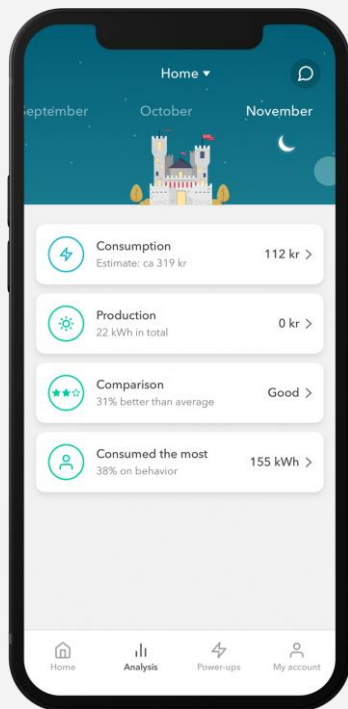 Home ▾
September October November
Consumption
Estimate: ca 319 kr
112 kr >
Production
22 kWh in total
0 kr >
Comparison
31% better than average
Good >
Consumed the most
38% on behavior
155 kWh >
Home Analysis Power-ups My account